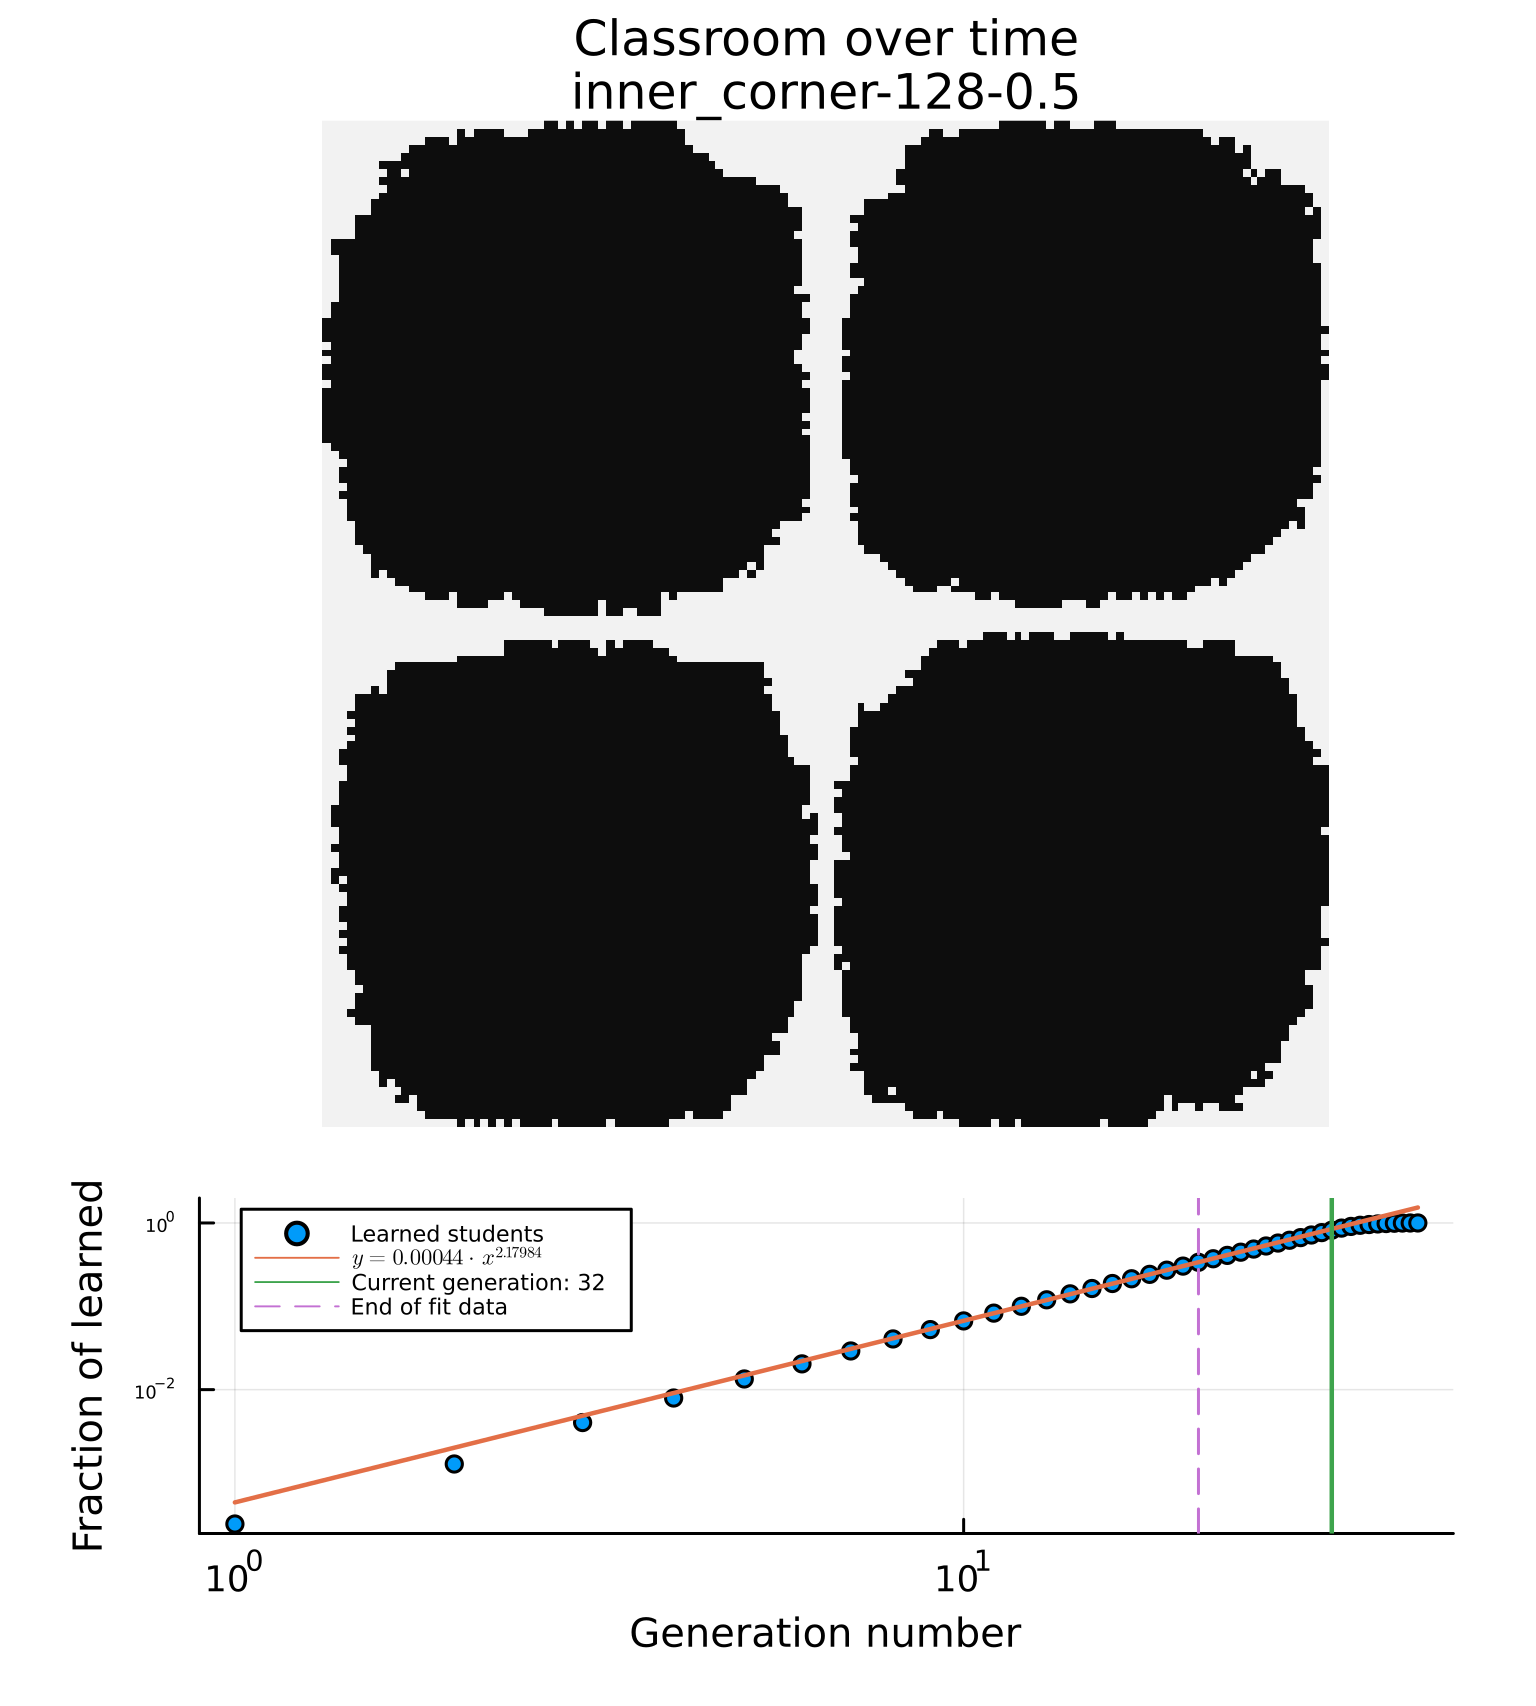 Classroom over time
inner_corner-128-0.5
Fraction of learned
10⁰
10⁻²
Learned students
y = 0.00044 · x^2.17984
Current generation: 32
End of fit data
10⁰
10¹
Generation number